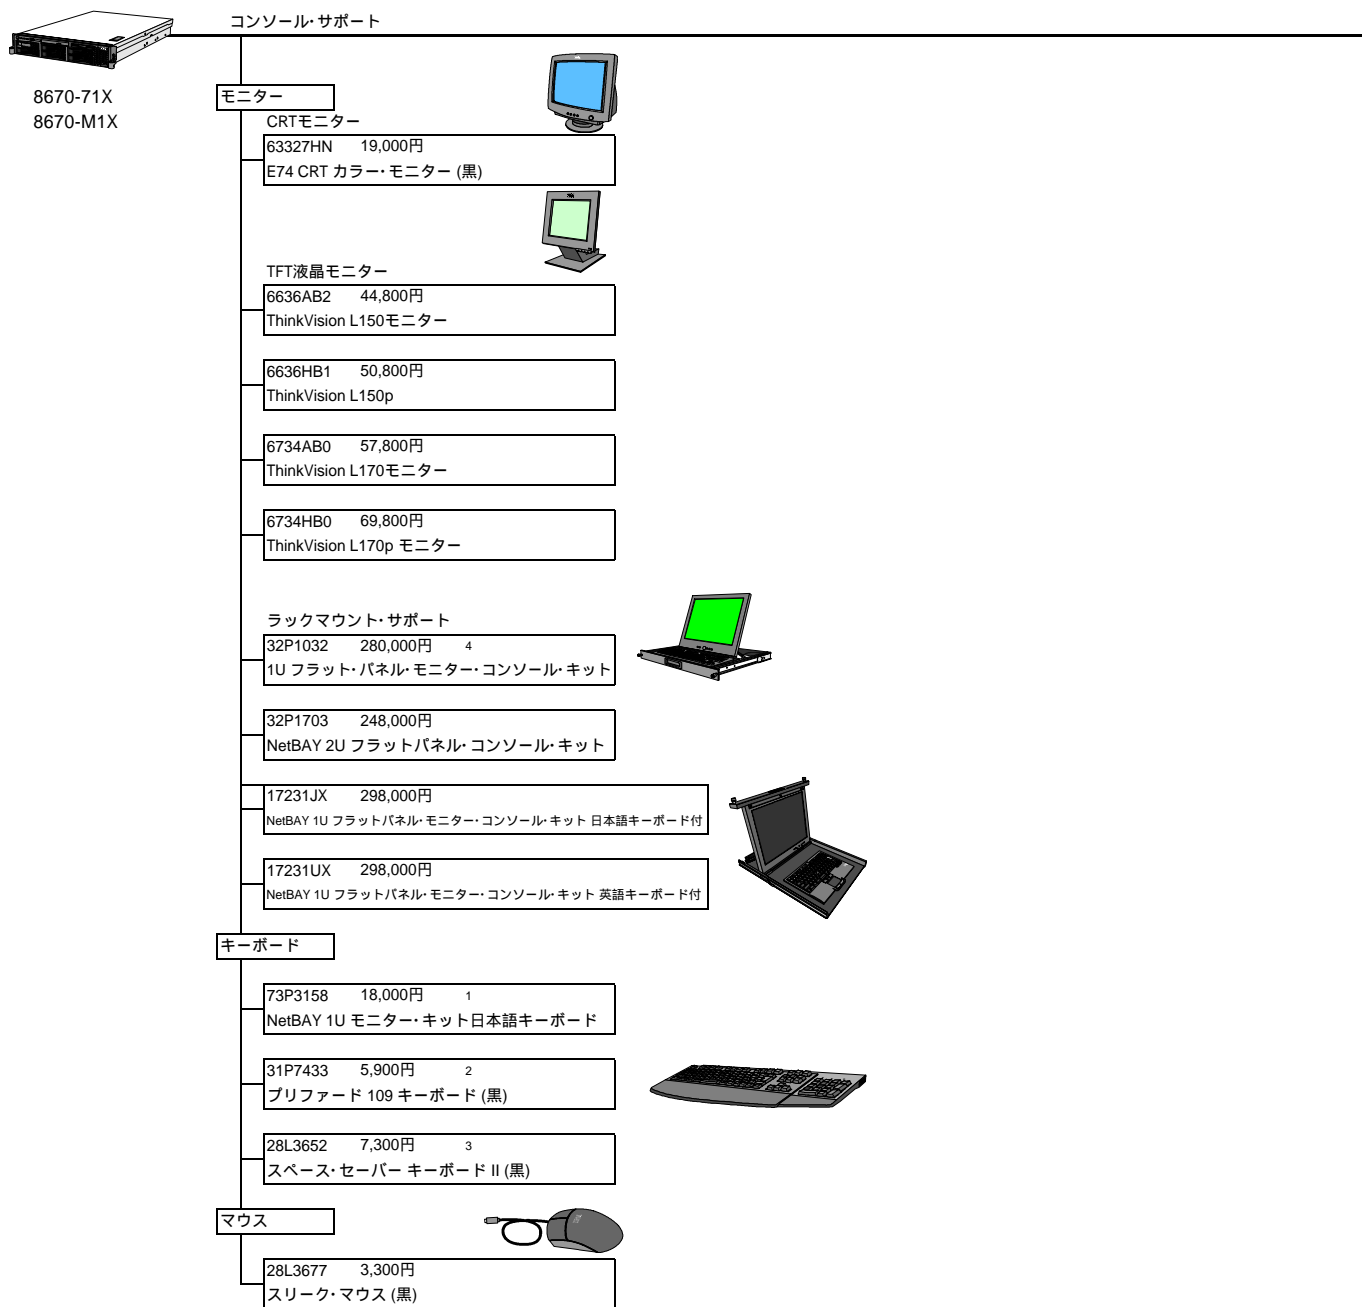 コンソール・サポート
8670-71X
8670-M1X
モニター
CRTモニター
63327HN 19,000円
E74 CRT カラー・モニター (黒)
TFT液晶モニター
6636AB2 44,800円
ThinkVision L150モニター
6636HB1 50,800円
ThinkVision L150p
6734AB0 57,800円
ThinkVision L170モニター
6734HB0 69,800円
ThinkVision L170p モニター
ラックマウント・サポート
32P1032 280,000円 4
1U フラット・パネル・モニター・コンソール・キット
32P1703 248,000円
NetBAY 2U フラットパネル・コンソール・キット
17231JX 298,000円
NetBAY 1U フラットパネル・モニター・コンソール・キット 日本語キーボード付
17231UX 298,000円
NetBAY 1U フラットパネル・モニター・コンソール・キット 英語キーボード付
キーボード
73P3158 18,000円 1
NetBAY 1U モニター・キット日本語キーボード
31P7433 5,900円 2
プリファード 109 キーボード (黒)
28L3652 7,300円 3
スペース・セーバー キーボード II (黒)
マウス
28L3677 3,300円
スリーク・マウス (黒)